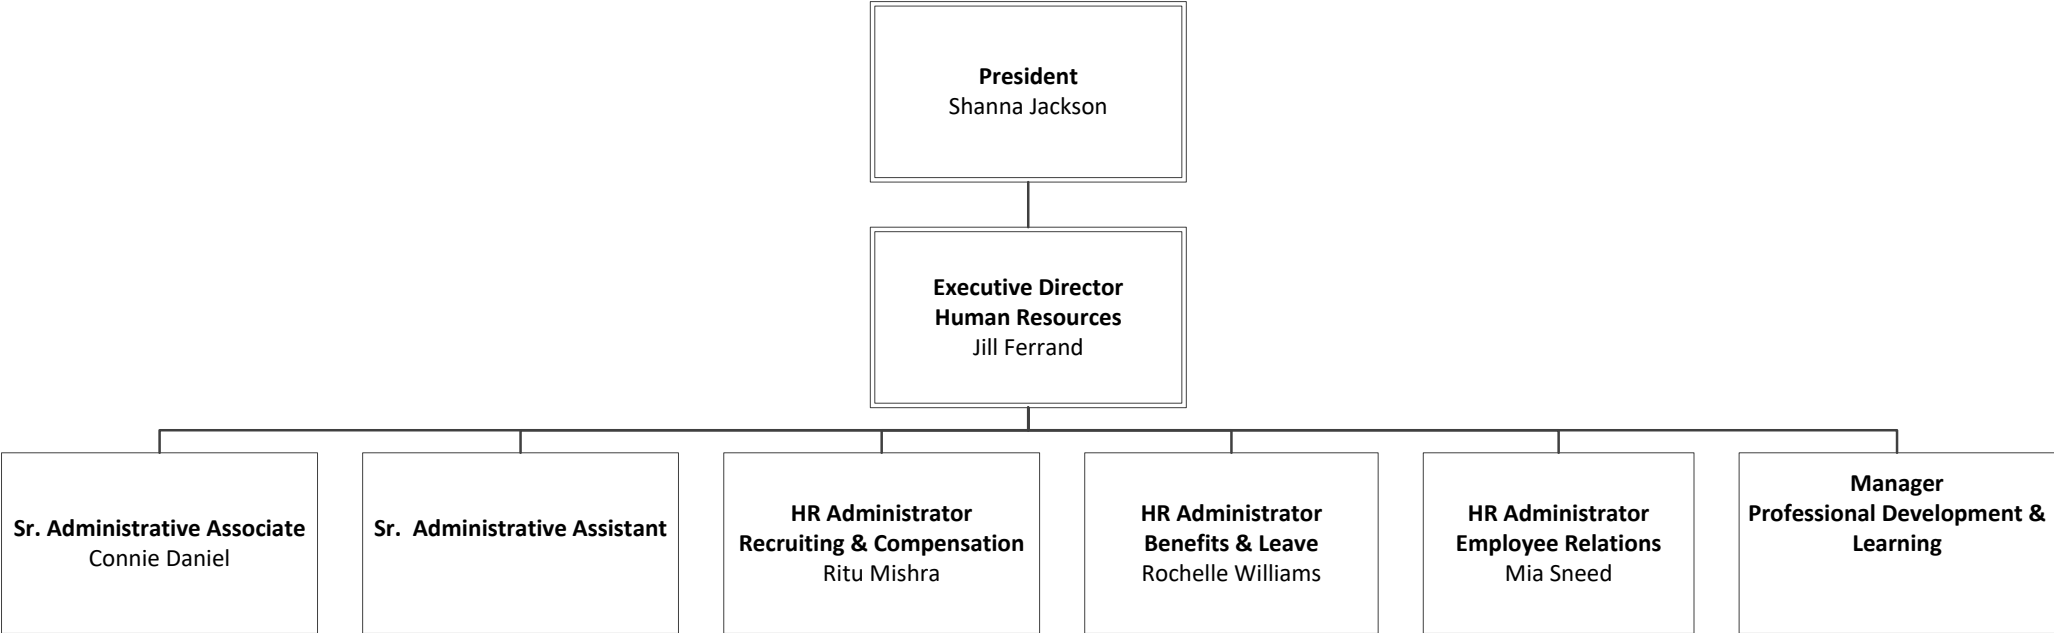 President
Shanna Jackson
Executive Director
Human Resources
Jill Ferrand
Sr. Administrative Associate
Connie Daniel
Sr.  Administrative Assistant
HR Administrator
Recruiting & Compensation
Ritu Mishra
HR Administrator
Benefits & Leave
Rochelle Williams
HR Administrator
Employee Relations
Mia Sneed
Manager
Professional Development &
Learning